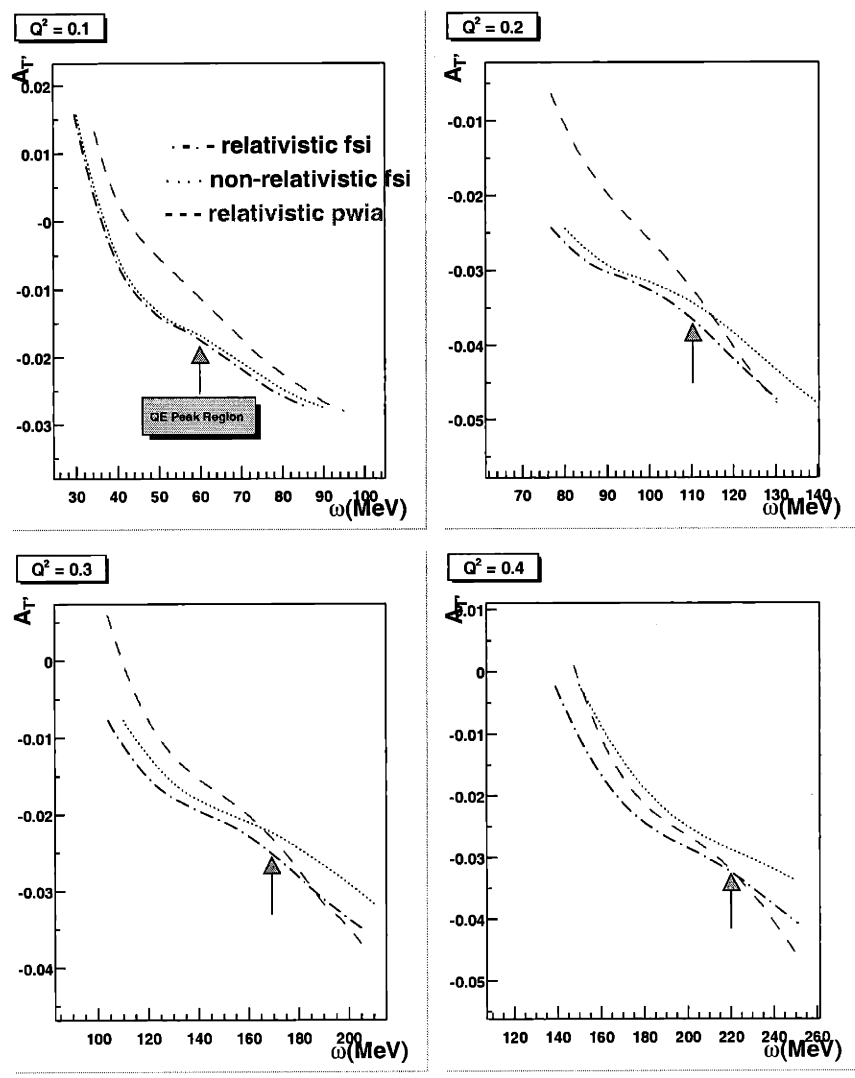 Q² = 0.1
A_T'
0.02
0.01
-0
-0.01
-0.02
-0.03
relativistic fsi
non-relativistic fsi
relativistic pwia
QE Peak Region
30 40 50 60 70 80 90 100
ω(MeV)
Q² = 0.2
A_T'
-0.01
-0.02
-0.03
-0.04
-0.05
70 80 90 100 110 120 130 140
ω(MeV)
Q² = 0.3
A_T'
0
-0.01
-0.02
-0.03
-0.04
100 120 140 160 180 200
ω(MeV)
Q² = 0.4
A_T'
0.01
0
-0.01
-0.02
-0.03
-0.04
-0.05
120 140 160 180 200 220 240 260
ω(MeV)